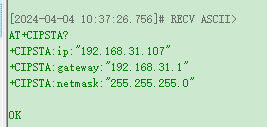 [2024-04-04 10:37:26.756]# RECV ASCII>
AT+CIPSTA?
+CIPSTA:ip:"192.168.31.107"
+CIPSTA:gateway:"192.168.31.1"
+CIPSTA:netmask:"255.255.255.0"
OK